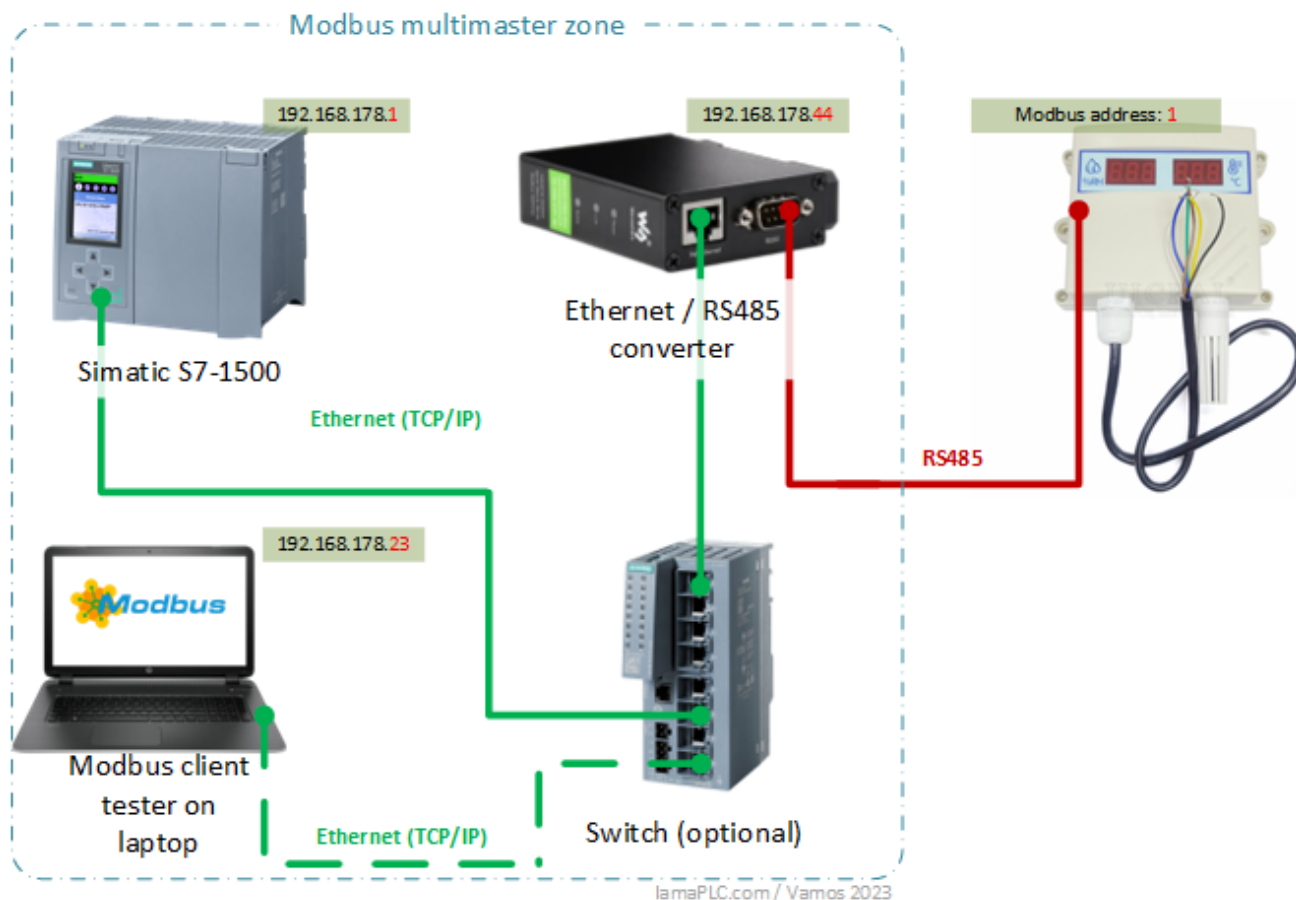 Modbus multimaster zone
192.168.178.1
192.168.178.44
Modbus address: 1
%RH
°C
Ethernet / RS485
converter
Simatic S7-1500
Ethernet (TCP/IP)
RS485
192.168.178.23
Modbus
Modbus client
tester on
laptop
Ethernet (TCP/IP)
Switch (optional)
lamaPLC.com / Vamos 2023